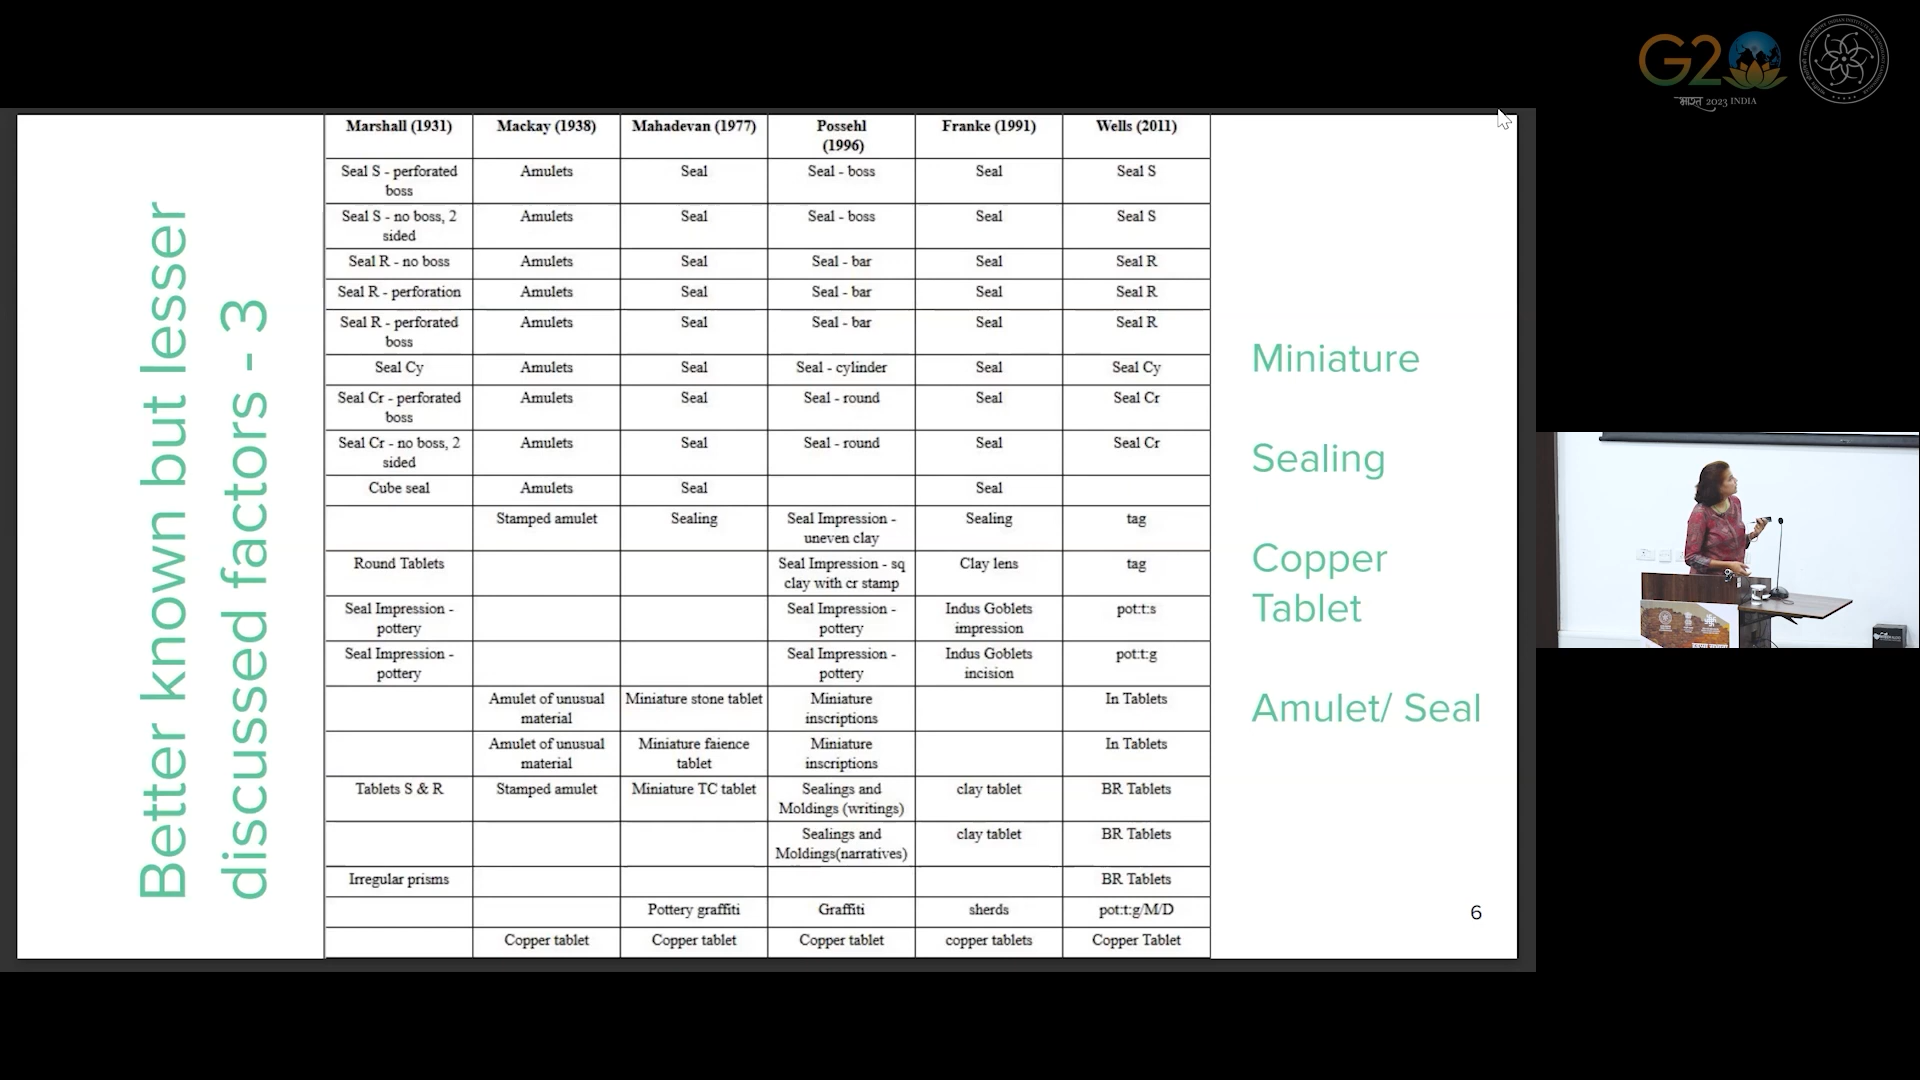 G20
भारत 2023 INDIA
Better known but lesser
discussed factors - 3
Marshall (1931) Mackay (1938) Mahadevan (1977) Possehl (1996) Franke (1991) Wells (2011)
Seal S - perforated boss Amulets Seal Seal - boss Seal Seal S
Seal S - no boss, 2 sided Amulets Seal Seal - boss Seal Seal S
Seal R - no boss Amulets Seal Seal - bar Seal Seal R
Seal R - perforation Amulets Seal Seal - bar Seal Seal R
Seal R - perforated boss Amulets Seal Seal - bar Seal Seal R
Seal Cy Amulets Seal Seal - cylinder Seal Seal Cy
Seal Cr - perforated boss Amulets Seal Seal - round Seal Seal Cr
Seal Cr - no boss, 2 sided Amulets Seal Seal - round Seal Seal Cr
Cube seal Amulets Seal Seal
Stamped amulet Sealing Seal Impression - uneven clay Sealing tag
Round Tablets Seal Impression - sq clay with cr stamp Clay lens tag
Seal Impression - pottery Seal Impression - pottery Indus Goblets impression pot:t:s
Seal Impression - pottery Seal Impression - pottery Indus Goblets incision pot:t:g
Amulet of unusual material Miniature stone tablet Miniature inscriptions In Tablets
Amulet of unusual material Miniature faience tablet Miniature inscriptions In Tablets
Tablets S & R Stamped amulet Miniature TC tablet Sealings and Moldings (writings) clay tablet BR Tablets
Sealings and Moldings(narratives) clay tablet BR Tablets
Irregular prisms BR Tablets
Pottery graffiti Graffiti sherds pot:t:g/M/D
Copper tablet Copper tablet Copper tablet copper tablets Copper Tablet
Miniature
Sealing
Copper
Tablet
Amulet/ Seal
6